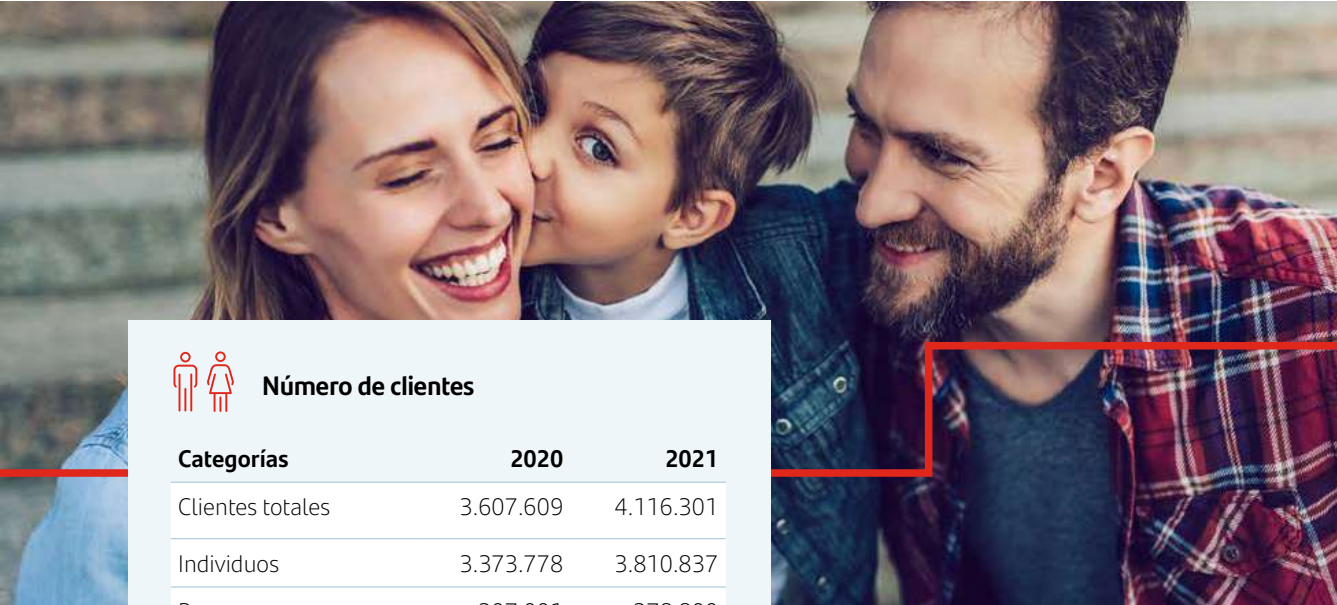 Número de clientes
Categorías 2020 2021
Clientes totales 3.607.609 4.116.301
Individuos 3.373.778 3.810.837